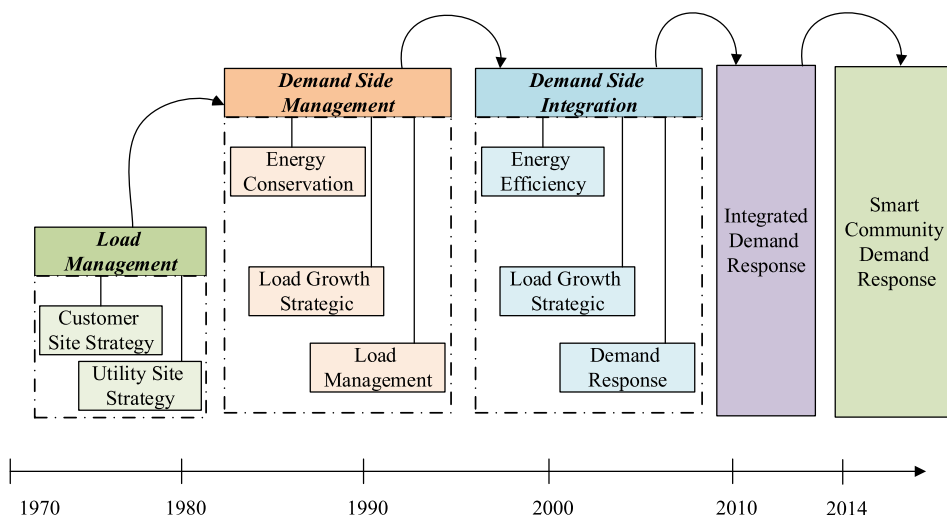 Load
Management
Customer
Site Strategy
Utility Site
Strategy
Demand Side
Management
Energy
Conservation
Load Growth
Strategic
Load
Management
Demand Side
Integration
Energy
Efficiency
Load Growth
Strategic
Demand
Response
Integrated
Demand
Response
Smart
Community
Demand
Response
1970
1980
1990
2000
2010
2014